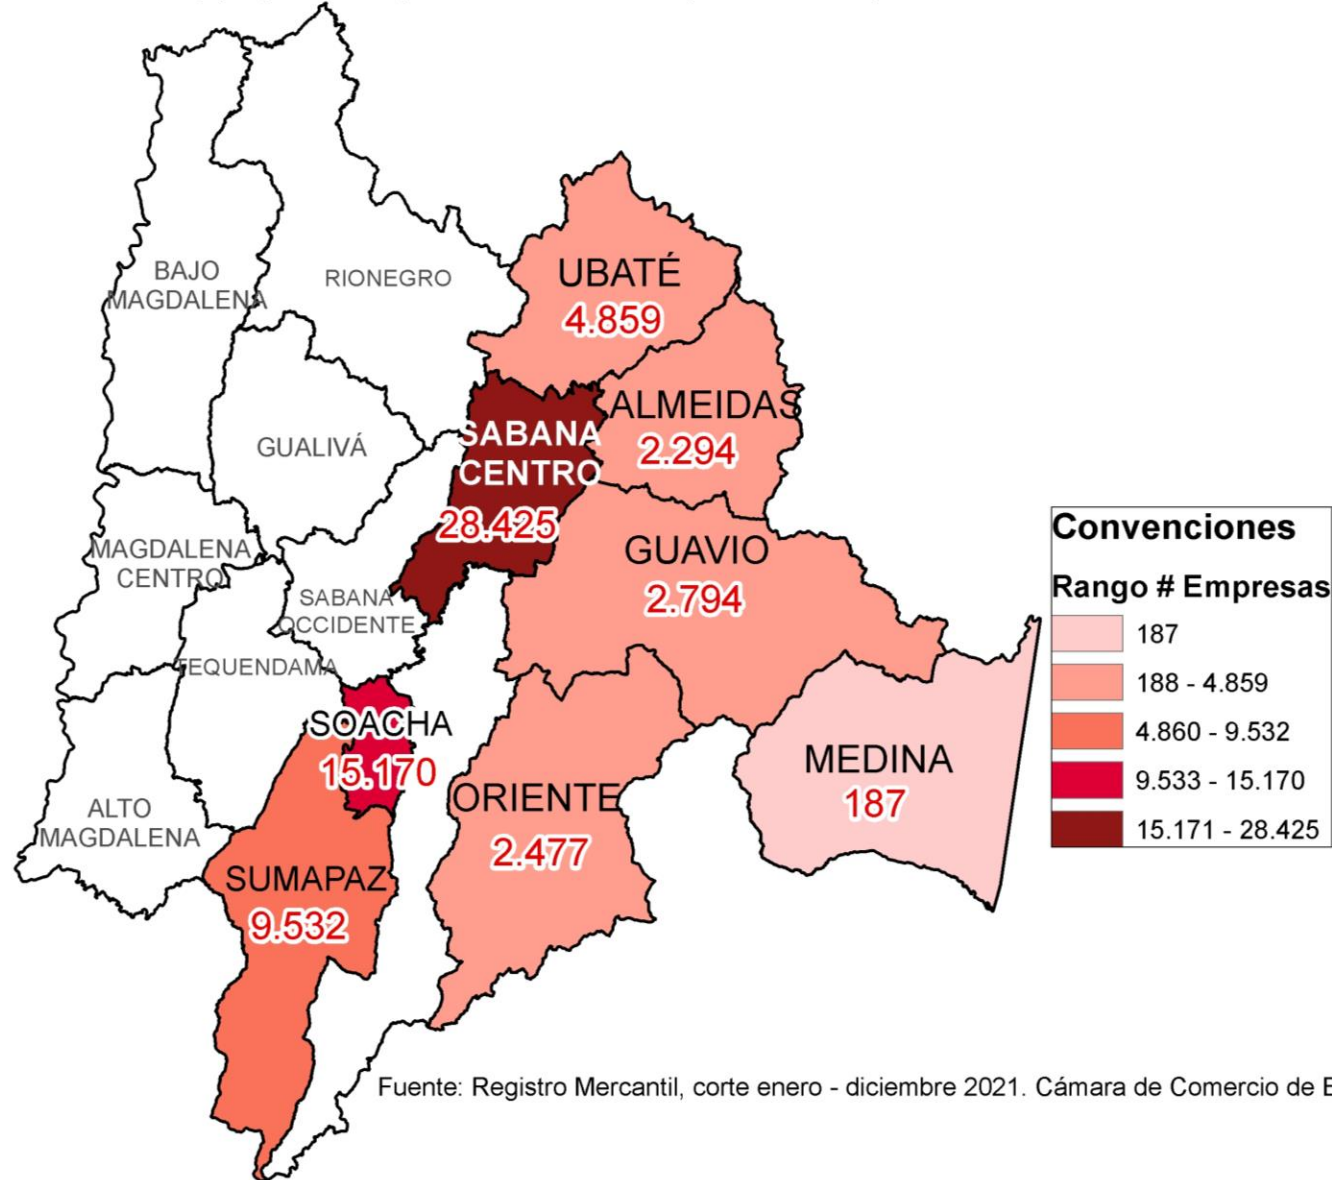 BAJO
MAGDALENA
RIONEGRO
UBATÉ
4.859
GUALIVÁ
ALMEIDAS
2.294
SABANA
CENTRO
28.425
MAGDALENA
CENTRO
SABANA
OCCIDENTE
GUAVIO
2.794
TEQUENDAMA
SOACHA
15.170
ALTO
MAGDALENA
ORIENTE
2.477
MEDINA
187
SUMAPAZ
9.532
Convenciones
Rango # Empresas
187
188 - 4.859
4.860 - 9.532
9.533 - 15.170
15.171 - 28.425
Fuente: Registro Mercantil, corte enero - diciembre 2021. Cámara de Comercio de